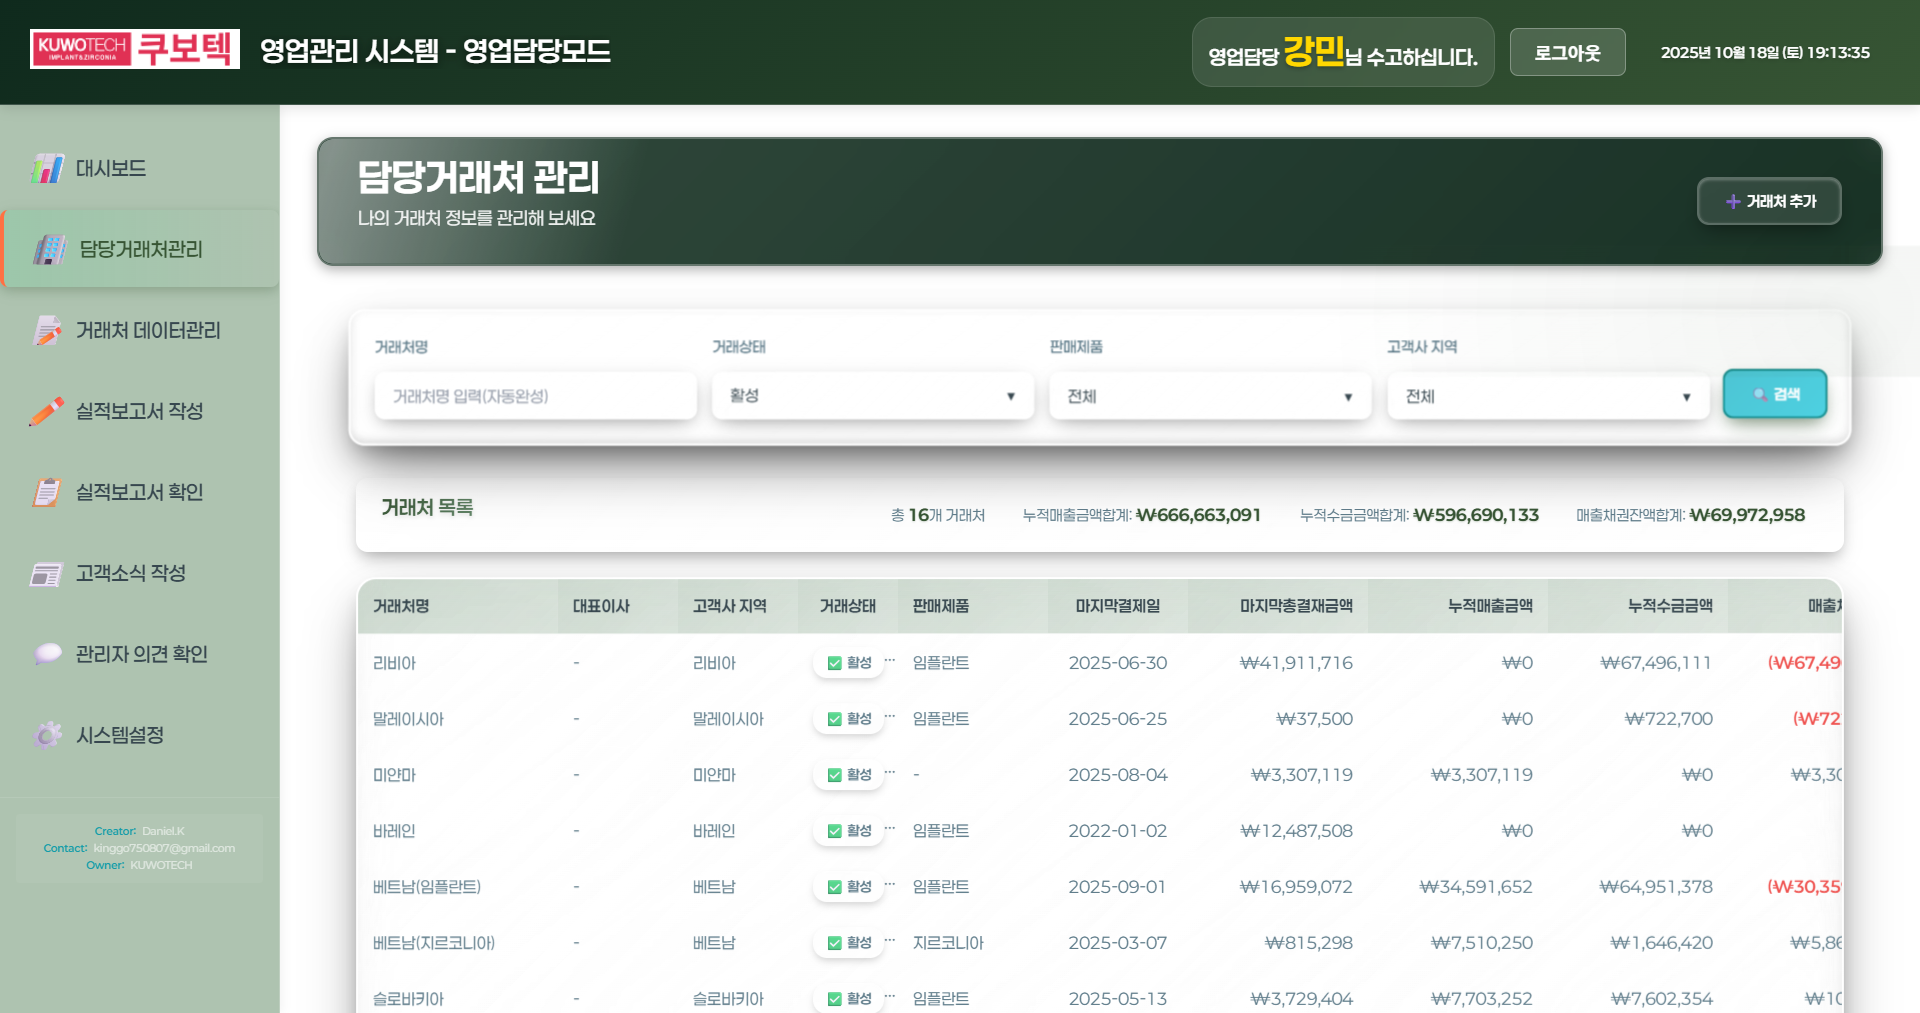 KUWOTECH
IMPLANT&ZIRCONIA
쿠보텍
영업관리 시스템 - 영업담당모드
영업담당 강민님 수고하십니다.
로그아웃
2025년 10월 18일 (토) 19:13:35
대시보드
담당거래처관리
거래처 데이터관리
실적보고서 작성
실적보고서 확인
고객소식 작성
관리자 의견 확인
시스템설정
Creator: Daniel.K
Contact: kinggo750807@gmail.com
Owner: KUWOTECH
담당거래처 관리
나의 거래처 정보를 관리해 보세요
거래처 추가
거래처명 거래상태 판매제품 고객사 지역
거래처명 입력(자동완성) 활성 ▼ 전체 ▼ 전체 ▼ 검색
거래처 목록
총 16개 거래처 누적매출금액합계: ₩666,663,091 누적수금금액합계: ₩596,690,133 매출채권잔액합계: ₩69,972,958
거래처명 대표이사 고객사 지역 거래상태 판매제품 마지막결제일 마지막총결재금액 누적매출금액 누적수금금액
리비아 - 리비아 ✅ 활성 ... 임플란트 2025-06-30 ₩41,911,716 ₩0 ₩67,496,111 (₩67,49
말레이시아 - 말레이시아 ✅ 활성 ... 임플란트 2025-06-25 ₩37,500 ₩0 ₩722,700 (₩72
미얀마 - 미얀마 ✅ 활성 ... - 2025-08-04 ₩3,307,119 ₩3,307,119 ₩0 ₩3,30
바레인 - 바레인 ✅ 활성 ... 임플란트 2022-01-02 ₩12,487,508 ₩0 ₩0
베트남(임플란트) - 베트남 ✅ 활성 ... 임플란트 2025-09-01 ₩16,959,072 ₩34,591,652 ₩64,951,378 (₩30,35
베트남(지르코니아) - 베트남 ✅ 활성 ... 지르코니아 2025-03-07 ₩815,298 ₩7,510,250 ₩1,646,420 ₩5,86
슬로바키아 - 슬로바키아 ✅ 활성 ... 임플란트 2025-05-13 ₩3,729,404 ₩7,703,252 ₩7,602,354 ₩10